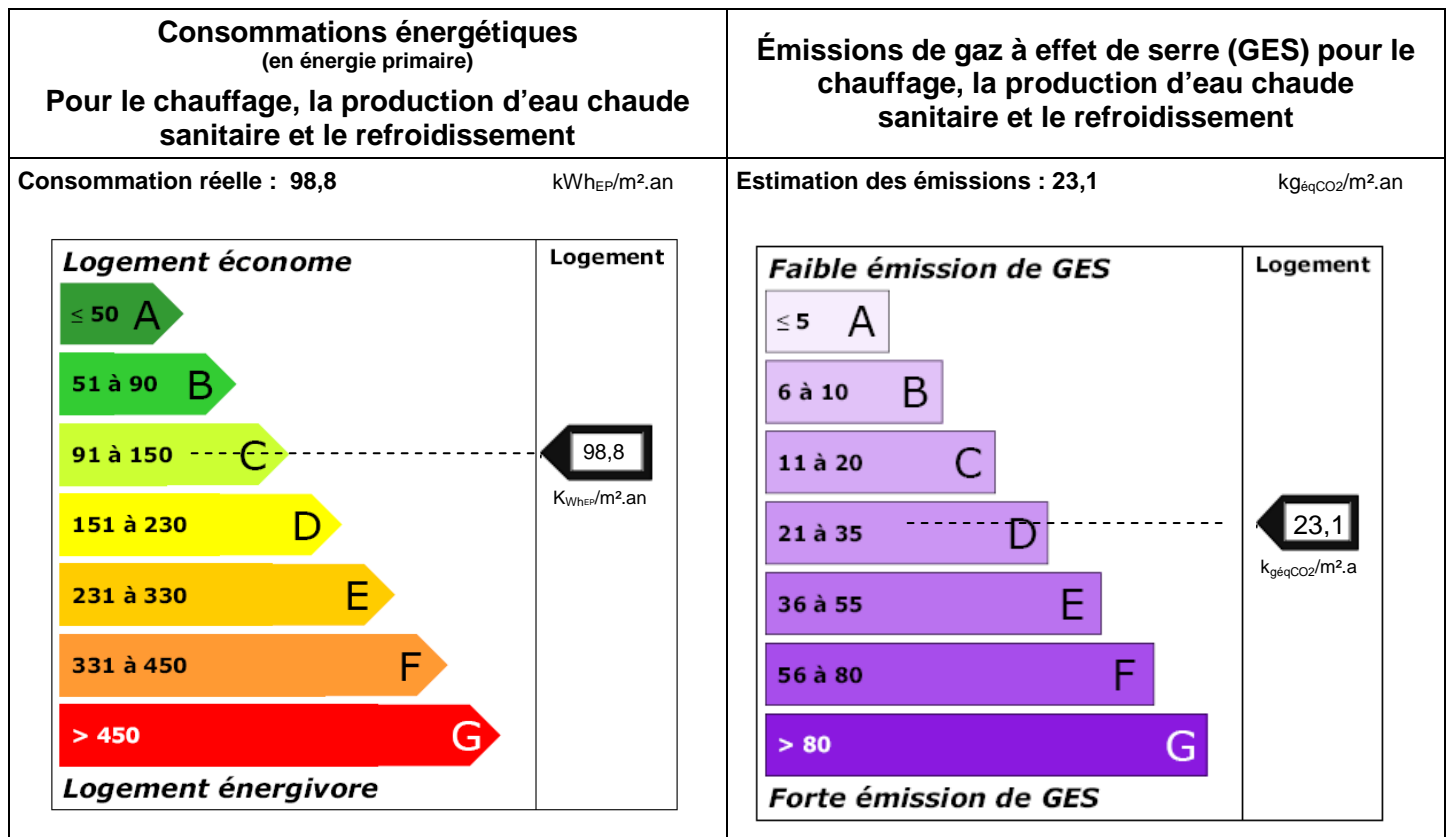 Consommations énergétiques
(en énergie primaire)
Pour le chauffage, la production d’eau chaude
sanitaire et le refroidissement
Émissions de gaz à effet de serre (GES) pour le
chauffage, la production d’eau chaude
sanitaire et le refroidissement
Consommation réelle : 98,8 kWhEP/m².an
Estimation des émissions : 23,1 kgéqCO2/m².an
Logement économe
Logement
≤ 50 A
51 à 90 B
91 à 150 C
98,8
KWhEP/m².an
151 à 230 D
231 à 330 E
331 à 450 F
> 450 G
Logement énergivore
Faible émission de GES
Logement
≤ 5 A
6 à 10 B
11 à 20 C
21 à 35 D
23,1
kgéqCO2/m².a
36 à 55 E
56 à 80 F
> 80 G
Forte émission de GES